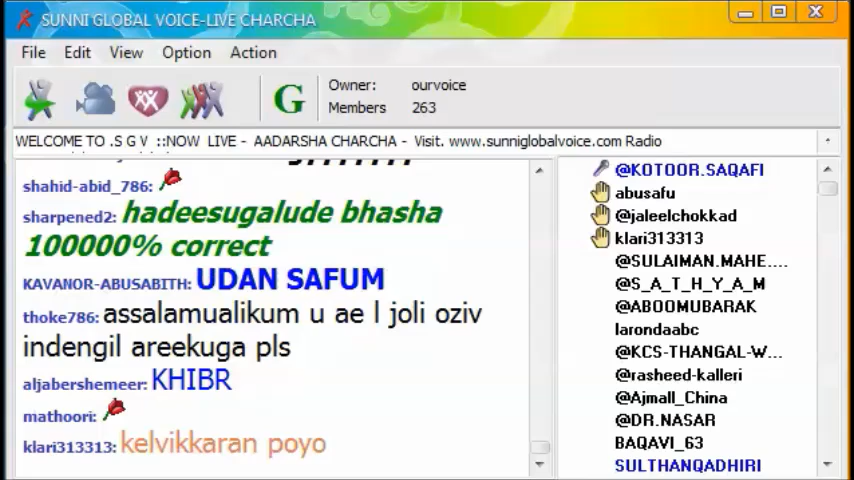 SUNNI GLOBAL VOICE-LIVE CHARCHA
File Edit View Option Action
G
Owner: ourvoice
Members 263
WELCOME TO .S G V ::NOW LIVE - AADARSHA CHARCHA - Visit. www.sunniglobalvoice.com Radio
shahid-abid_786:
sharpened2: hadeesugalude bhasha
100000% correct
KAVANOR-ABUSABITH: UDAN SAFUM
thoke786: assalamualikum u ae l joli oziv
indengil areekuga pls
aljabershemeer: KHIBR
mathoori:
klari313313: kelvikkaran poyo
@KOTOOR.SAQAFI
abusafu
@jaleelchokkad
klari313313
@SULAIMAN.MAHE....
@S_A_T_H_Y_A_M
@ABOOMUBARAK
larondaabc
@KCS-THANGAL-W...
@rasheed-kalleri
@Ajmall_China
@DR.NASAR
BAQAVI_63
SULTHANQADHIRI